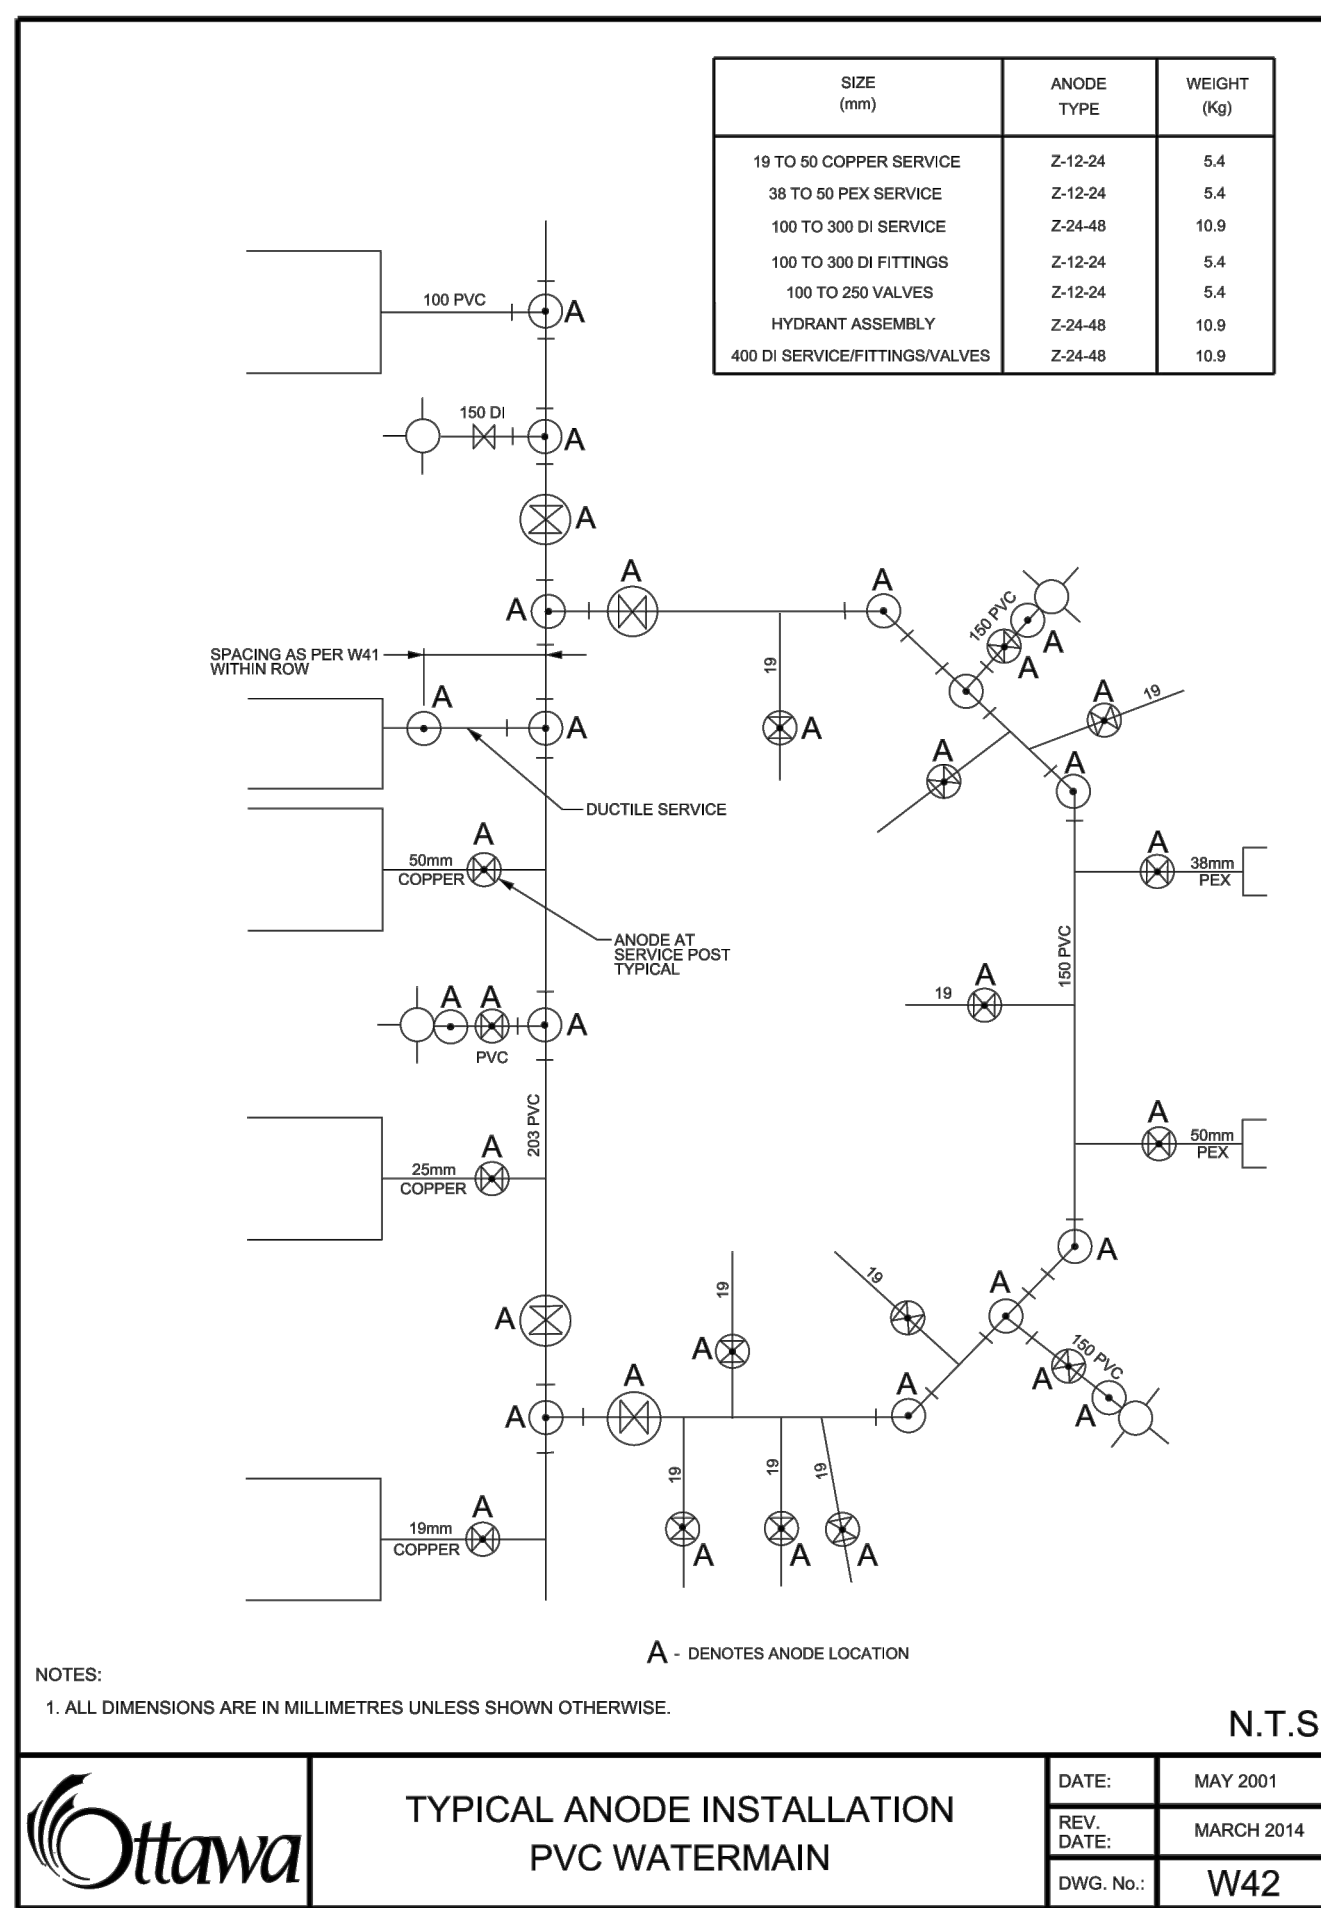 SIZE
(mm)
ANODE
TYPE
WEIGHT
(Kg)
19 TO 50 COPPER SERVICE Z-12-24 5.4
38 TO 50 PEX SERVICE Z-12-24 5.4
100 TO 300 DI SERVICE Z-24-48 10.9
100 TO 300 DI FITTINGS Z-12-24 5.4
100 TO 250 VALVES Z-12-24 5.4
HYDRANT ASSEMBLY Z-24-48 10.9
400 DI SERVICE/FITTINGS/VALVES Z-24-48 10.9
100 PVC
A
150 DI
A
A
A
A
A
150 PVC
A
A
SPACING AS PER W41
WITHIN ROW
19
A
A
A
A
A
19
A
A
DUCTILE SERVICE
A
50mm
COPPER
A
38mm
PEX
ANODE AT
SERVICE POST
TYPICAL
150 PVC
19
A
A
A
A
PVC
203 PVC
A
50mm
PEX
A
25mm
COPPER
A
19
19
A
A
A
150 PVC
A
A
A
A
A
A
19
19
19
A
19mm
COPPER
A
A
A
A - DENOTES ANODE LOCATION
NOTES:
1. ALL DIMENSIONS ARE IN MILLIMETRES UNLESS SHOWN OTHERWISE.
N.T.S
Ottawa
TYPICAL ANODE INSTALLATION
PVC WATERMAIN
DATE: MAY 2001
REV.
DATE:
MARCH 2014
DWG. No.: W42